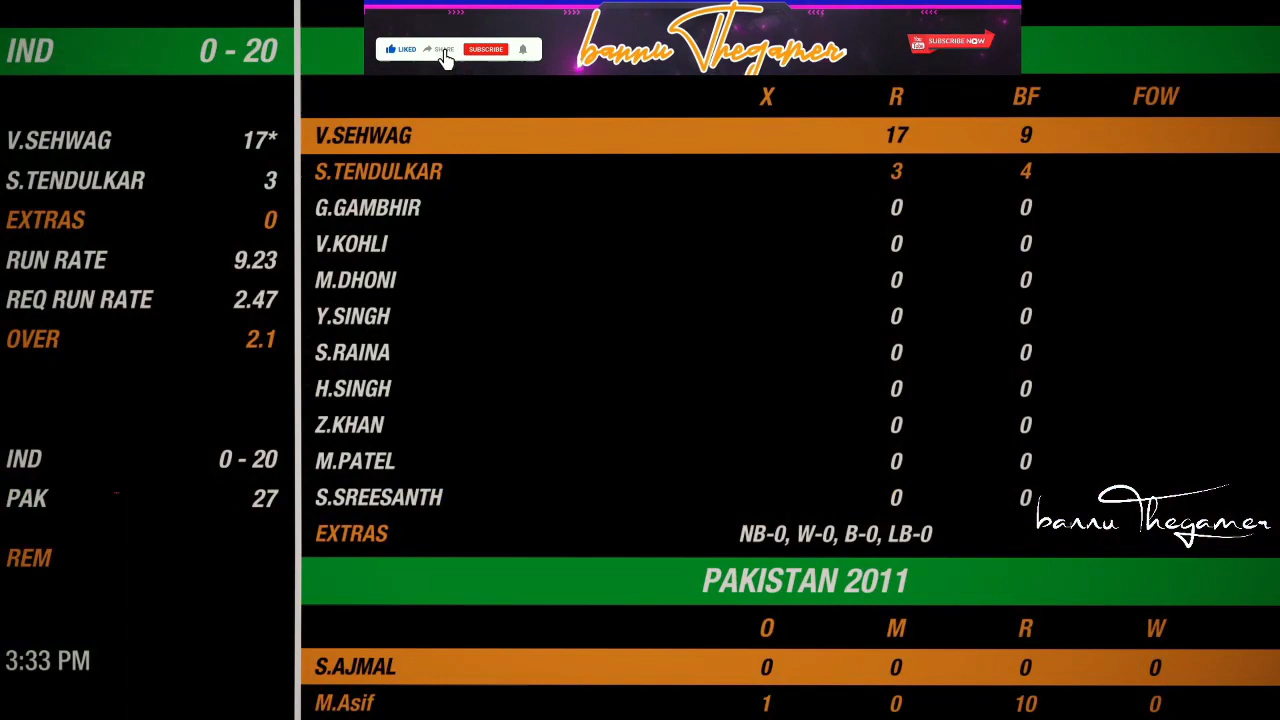 >>>> >>>> <<<< <<<<
LIKED SHARE SUBSCRIBE
bannu Thegamer
You Tube SUBSCRIBE NOW
IND 0 - 20
X R BF FOW
V.SEHWAG 17*
S.TENDULKAR 3
EXTRAS 0
RUN RATE 9.23
REQ RUN RATE 2.47
OVER 2.1
IND 0 - 20
PAK 27
REM
3:33 PM
V.SEHWAG 17 9
S.TENDULKAR 3 4
G.GAMBHIR 0 0
V.KOHLI 0 0
M.DHONI 0 0
Y.SINGH 0 0
S.RAINA 0 0
H.SINGH 0 0
Z.KHAN 0 0
M.PATEL 0 0
S.SREESANTH 0 0
bannu Thegamer
EXTRAS NB-0, W-0, B-0, LB-0
PAKISTAN 2011
O M R W
S.AJMAL 0 0 0 0
M.Asif 1 0 10 0